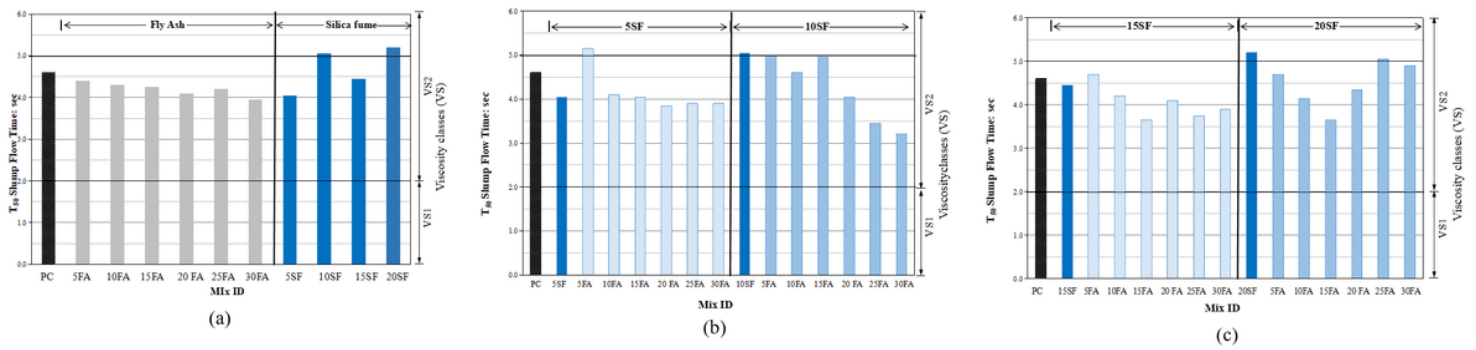 6.0
5.0
4.0
3.0
2.0
1.0
0.0
T50 Slump Flow Time: sec
Fly Ash
Silica fume
VS2
VS1
Viscosity classes (VS)
PC 5FA 10FA 15FA 20 FA 25FA 30FA 5SF 10SF 15SF 20SF
MIx ID
(a)
6.0
5.0
4.0
3.0
2.0
1.0
0.0
T50 Slump Flow Time: sec
5SF
10SF
VS2
VS1
Viscosityclasses (VS)
PC 5SF 5FA 10FA 15FA 20 FA 25FA 30FA 10SF 5FA 10FA 15FA 20 FA 25FA 30FA
Mix ID
(b)
6.0
5.0
4.0
3.0
2.0
1.0
0.0
T50 Slump Flow Time: sec
15SF
20SF
VS2
VS1
Viscosity classes (VS)
PC 15SF 5FA 10FA 15FA 20 FA 25FA 30FA 20SF 5FA 10FA 15FA 20 FA 25FA 30FA
Mix ID
(c)